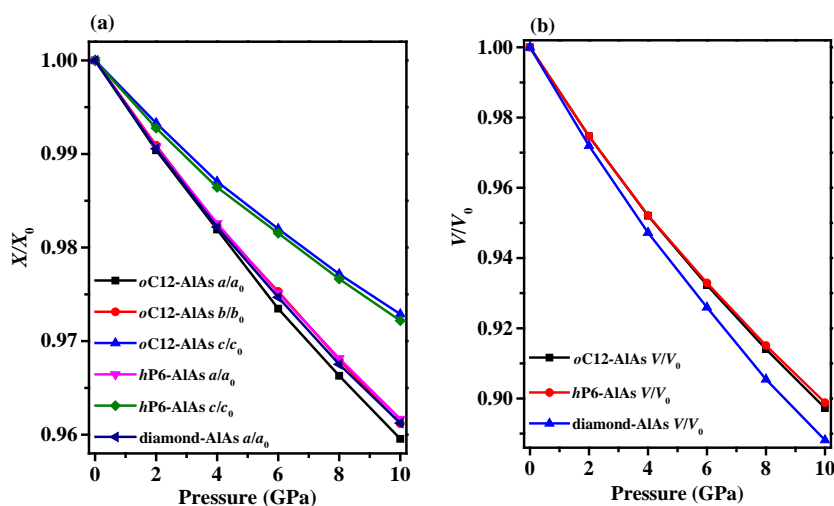 (a)
1.00
0.99
0.98
0.97
0.96
X/X₀
oC12-AlAs a/a₀
oC12-AlAs b/b₀
oC12-AlAs c/c₀
hP6-AlAs a/a₀
hP6-AlAs c/c₀
diamond-AlAs a/a₀
0 2 4 6 8 10
Pressure (GPa)
(b)
1.00
0.98
0.96
0.94
0.92
0.90
V/V₀
oC12-AlAs V/V₀
hP6-AlAs V/V₀
diamond-AlAs V/V₀
0 2 4 6 8 10
Pressure (GPa)